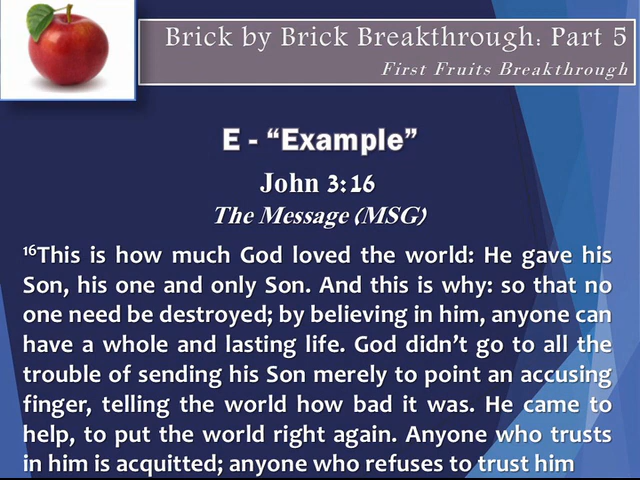 Brick by Brick Breakthrough: Part 5
First Fruits Breakthrough
E - “Example”
John 3:16
The Message (MSG)
16This is how much God loved the world: He gave his
Son, his one and only Son. And this is why: so that no
one need be destroyed; by believing in him, anyone can
have a whole and lasting life. God didn’t go to all the
trouble of sending his Son merely to point an accusing
finger, telling the world how bad it was. He came to
help, to put the world right again. Anyone who trusts
in him is acquitted; anyone who refuses to trust him